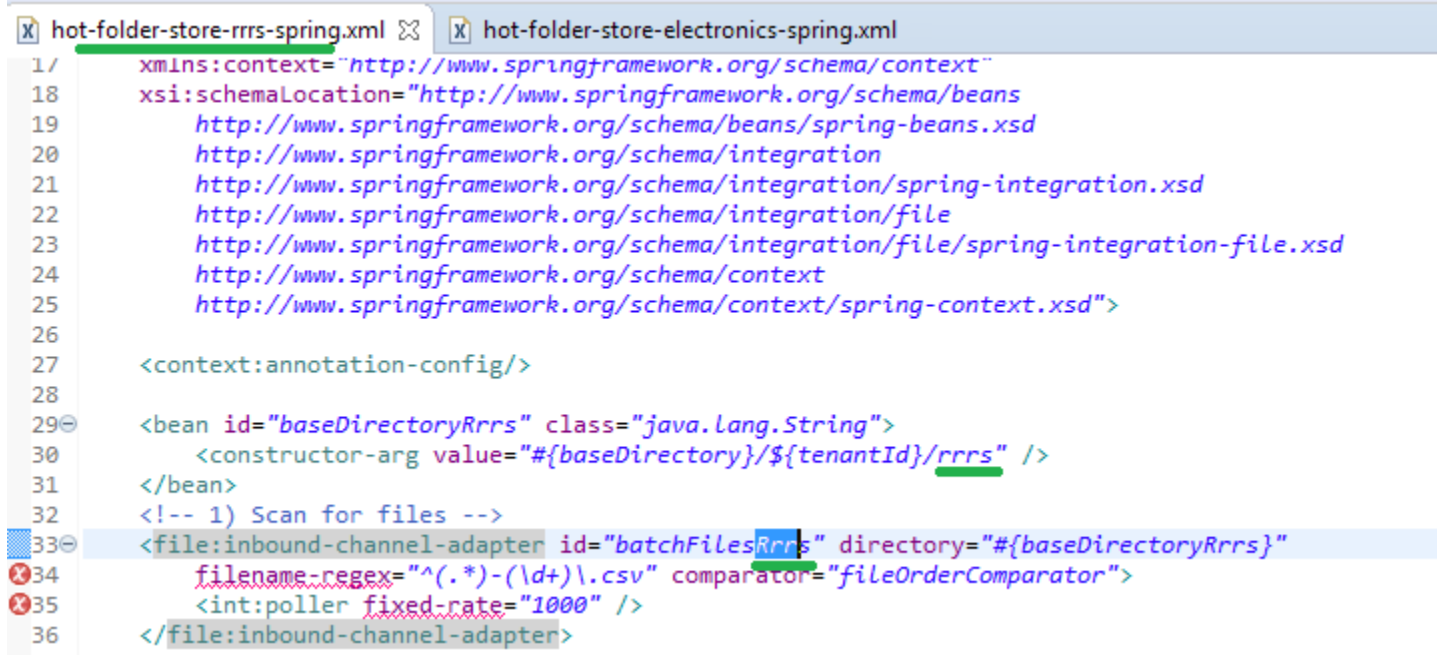 hot-folder-store-rrrs-spring.xml hot-folder-store-electronics-spring.xml
17 xmlns:context="http://www.springframework.org/schema/context"
18 xsi:schemaLocation="http://www.springframework.org/schema/beans
19 http://www.springframework.org/schema/beans/spring-beans.xsd
20 http://www.springframework.org/schema/integration
21 http://www.springframework.org/schema/integration/spring-integration.xsd
22 http://www.springframework.org/schema/integration/file
23 http://www.springframework.org/schema/integration/file/spring-integration-file.xsd
24 http://www.springframework.org/schema/context
25 http://www.springframework.org/schema/context/spring-context.xsd">
26
27 <context:annotation-config/>
28
29 <bean id="baseDirectoryRrrs" class="java.lang.String">
30 <constructor-arg value="#{baseDirectory}/${tenantId}/rrrs" />
31 </bean>
32 <!-- 1) Scan for files -->
33 <file:inbound-channel-adapter id="batchFilesRrrs" directory="#{baseDirectoryRrrs}"
34 filename-regex="^(.*)-(\d+)\.csv" comparator="fileOrderComparator">
35 <int:poller fixed-rate="1000" />
36 </file:inbound-channel-adapter>